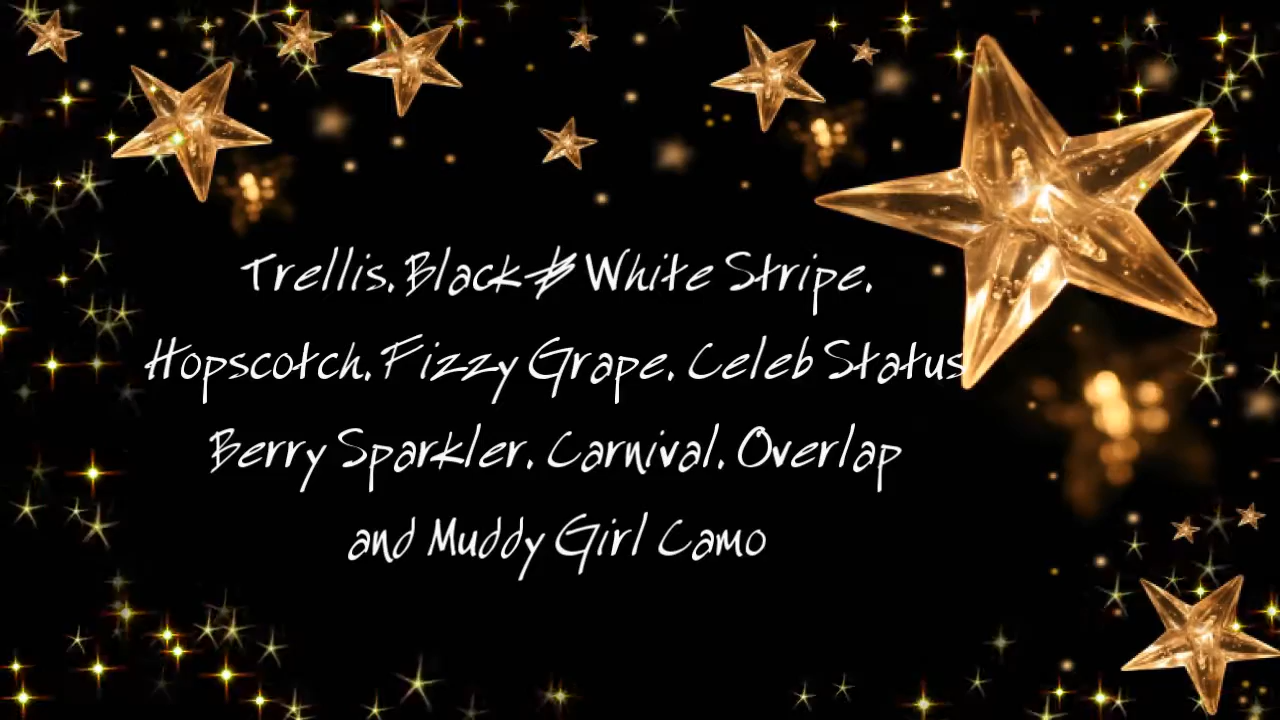 Trellis, Black & White Stripe,
Hopscotch, Fizzy Grape, Celeb Status
Berry Sparkler, Carnival, Overlap
and Muddy Girl Camo